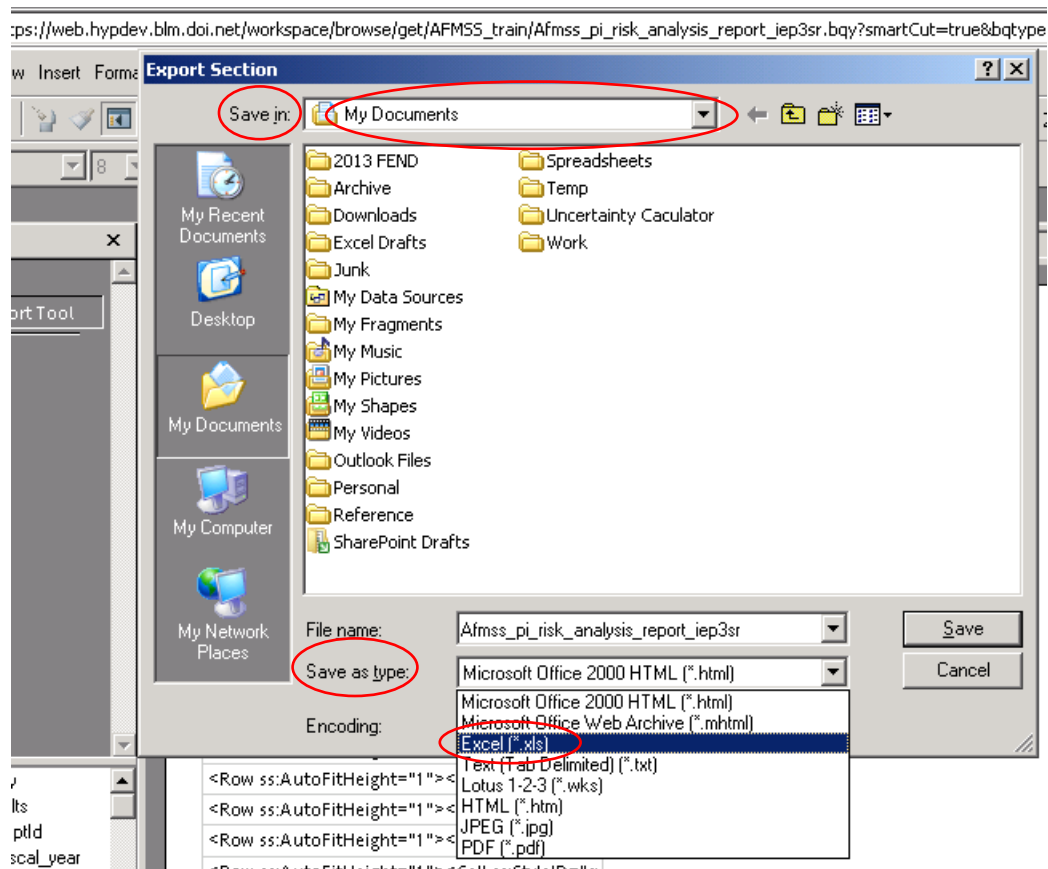 tps://web.hypdev.blm.doi.net/workspace/browse/get/AFMSS_train/Afmss_pi_risk_analysis_report_iep3sr.bqy?smartCut=true&bqtype
w Insert Forma
Export Section
Save in:
My Documents
8
ort Tool
My Recent
Documents
Desktop
My Documents
My Computer
My Network
Places
2013 FEND
Archive
Downloads
Excel Drafts
Junk
My Data Sources
My Fragments
My Music
My Pictures
My Shapes
My Videos
Outlook Files
Personal
Reference
SharePoint Drafts
Spreadsheets
Temp
Uncertainty Caculator
Work
File name:
Afmss_pi_risk_analysis_report_iep3sr
Save
Save as type:
Microsoft Office 2000 HTML (*.html)
Cancel
Encoding:
Microsoft Office 2000 HTML (*.html)
Microsoft Office Web Archive (*.mhtml)
Excel (*.xls)
Text (Tab Delimited) (*.txt)
Lotus 1-2-3 (*.wks)
HTML (*.htm)
JPEG (*.jpg)
PDF (*.pdf)
lts
ptId
scal_year
<Row ss:AutoFitHeight="1"><
<Row ss:AutoFitHeight="1"><
<Row ss:AutoFitHeight="1"><